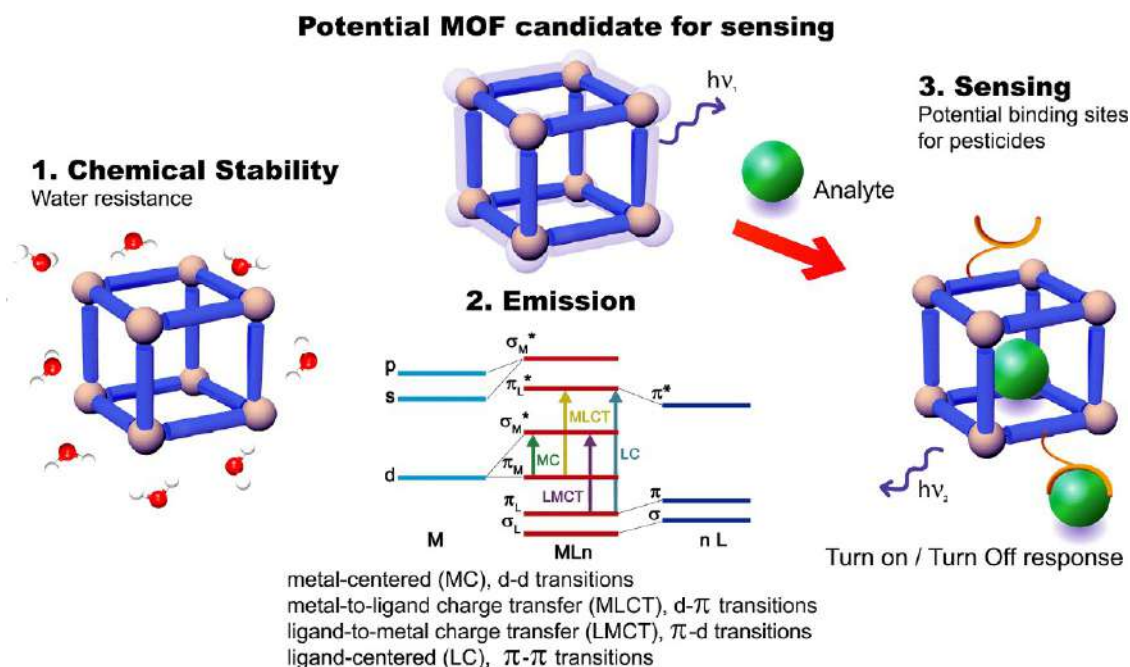 Potential MOF candidate for sensing
hν₁
3. Sensing
Potential binding sites
for pesticides
1. Chemical Stability
Water resistance
Analyte
2. Emission
σM*
p
πL*
s
π*
σM*
MLCT
πM
MC
LC
d
LMCT
πL
π
σL
σ
M
MLn
n L
hν₂
Turn on / Turn Off response
metal-centered (MC), d-d transitions
metal-to-ligand charge transfer (MLCT), d-π transitions
ligand-to-metal charge transfer (LMCT), π-d transitions
ligand-centered (LC), π-π transitions